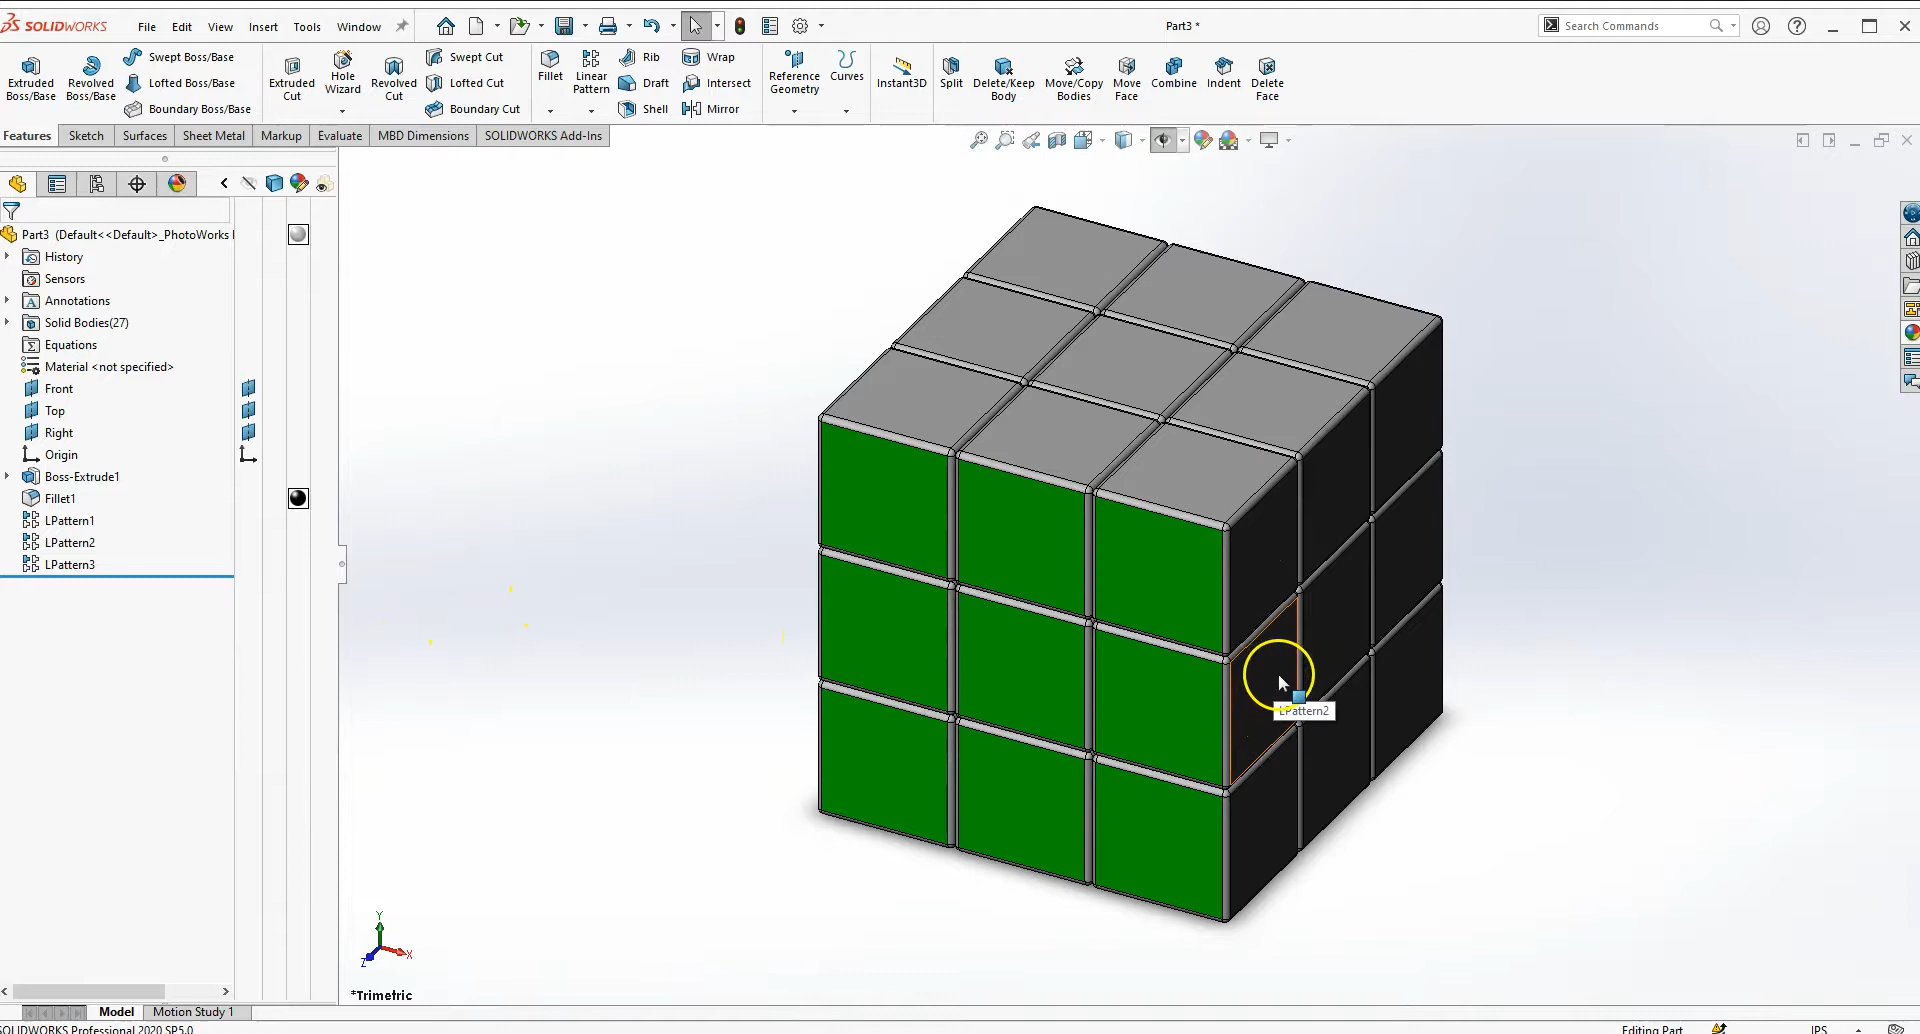 SOLIDWORKS File Edit View Insert Tools Window Part3 * Search Commands
Extruded Boss/Base
Revolved Boss/Base
Swept Boss/Base
Lofted Boss/Base
Boundary Boss/Base
Extruded Cut
Hole Wizard
Revolved Cut
Swept Cut
Lofted Cut
Boundary Cut
Fillet
Linear Pattern
Rib
Draft
Shell
Wrap
Intersect
Mirror
Reference Geometry
Curves
Instant3D
Split
Delete/Keep Body
Move/Copy Bodies
Move Face
Combine
Indent
Delete Face
Features Sketch Surfaces Sheet Metal Markup Evaluate MBD Dimensions SOLIDWORKS Add-Ins
Part3 (Default<<Default>_PhotoWorks
History
Sensors
Annotations
Solid Bodies(27)
Equations
Material <not specified>
Front
Top
Right
Origin
Boss-Extrude1
Fillet1
LPattern1
LPattern2
LPattern3
LPattern2
Y
X
Z
*Trimetric
Model Motion Study 1
SOLIDWORKS Professional 2020 SP5.0 Editing Part IPS